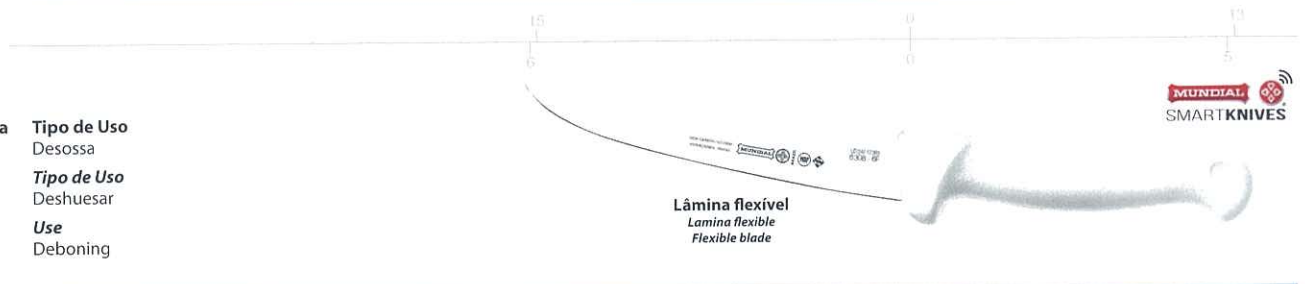 15 0 13
6 0 5
MUNDIAL
SMARTKNIVES
a Tipo de Uso
Desossa
Tipo de Uso
Deshuesar
Use
Deboning
MUNDIAL
Lâmina flexível
Lamina flexible
Flexible blade